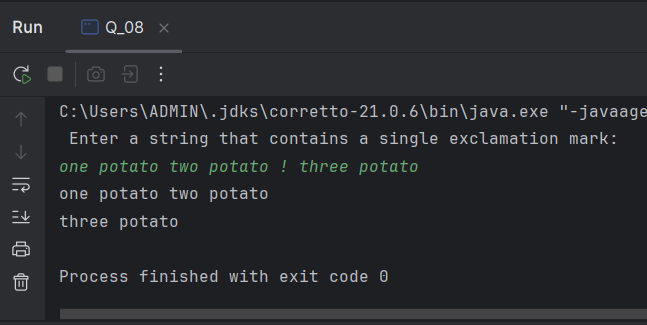 Run Q_08
C:\Users\ADMIN\.jdks\corretto-21.0.6\bin\java.exe "-javaage
Enter a string that contains a single exclamation mark:
one potato two potato ! three potato
one potato two potato
three potato
Process finished with exit code 0